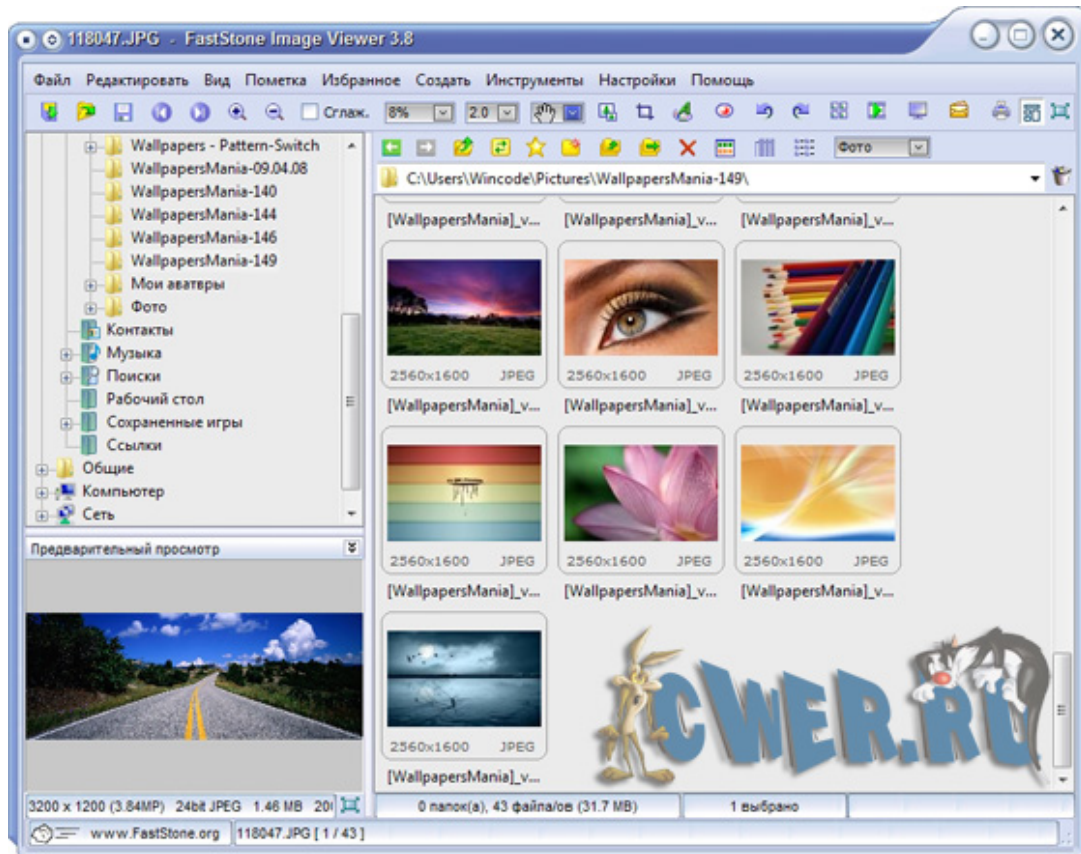 118047.JPG - FastStone Image Viewer 3.8
Файл Редактировать Вид Пометка Избранное Создать Инструменты Настройки Помощь
Сглаж. 8% 2.0
Wallpapers - Pattern-Switch
WallpapersMania-09.04.08
WallpapersMania-140
WallpapersMania-144
WallpapersMania-146
WallpapersMania-149
Мои аватвры
Фото
Контакты
Музыка
Поиски
Рабочий стол
Сохраненные игры
Ссылки
Общие
Компьютер
Сеть
Предварительный просмотр
3200 x 1200 (3.84MP) 24bit JPEG 1.46 MB
Фото
C:\Users\Wincode\Pictures\WallpapersMania-149\
[WallpapersMania]_v... [WallpapersMania]_v... [WallpapersMania]_v...
2560x1600 JPEG 2560x1600 JPEG 2560x1600 JPEG
[WallpapersMania]_v... [WallpapersMania]_v... [WallpapersMania]_v...
2560x1600 JPEG 2560x1600 JPEG 2560x1600 JPEG
[WallpapersMania]_v... [WallpapersMania]_v... [WallpapersMania]_v...
2560x1600 JPEG
[WallpapersMania]_v...
CWER.RU
0 папок(а), 43 файла/ов (31.7 MB) 1 выбрано
www.FastStone.org 118047.JPG [ 1 / 43 ]